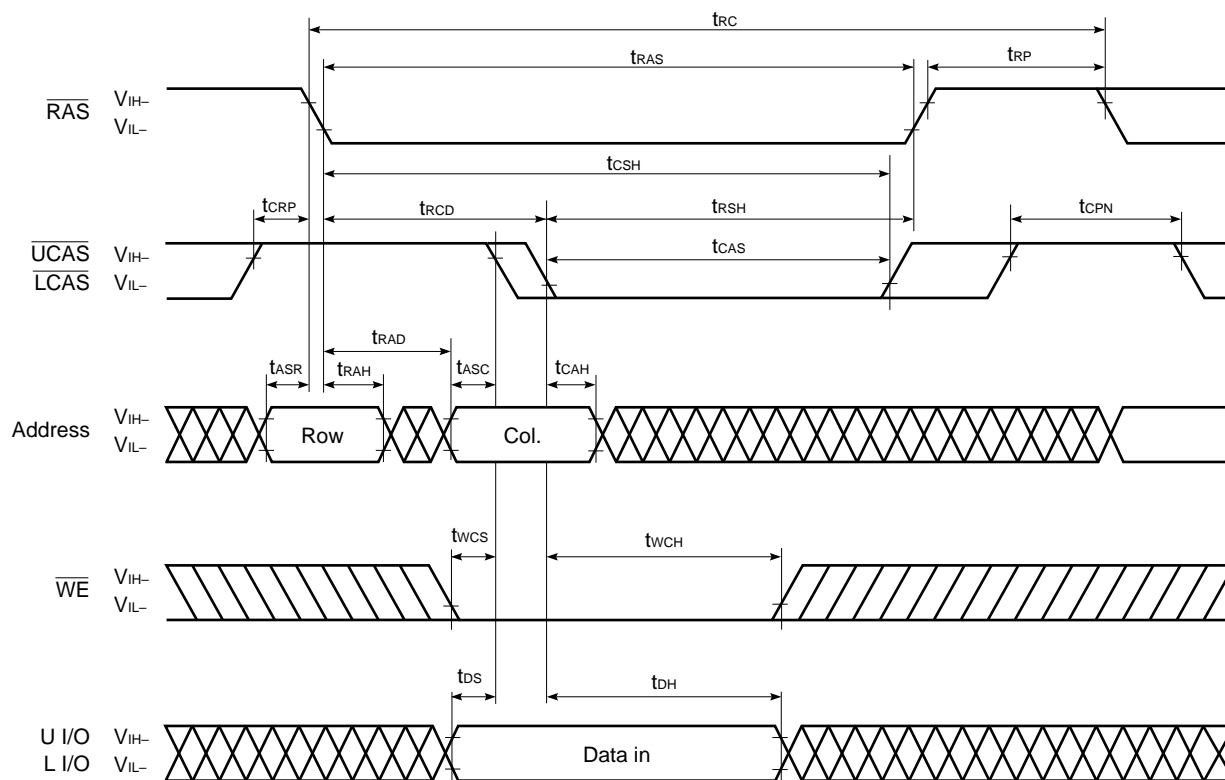 tRC
tRAS tRP
RAS VIH–
VIL–
tCSH
tCRP tRCD tRSH tCPN
UCAS VIH–
tCAS
LCAS VIL–
tRAD
tASR tRAH tASC tCAH
Address VIH–
VIL–
Row Col.
tWCS tWCH
WE VIH–
VIL–
tDS tDH
U I/O VIH–
L I/O VIL–
Data in